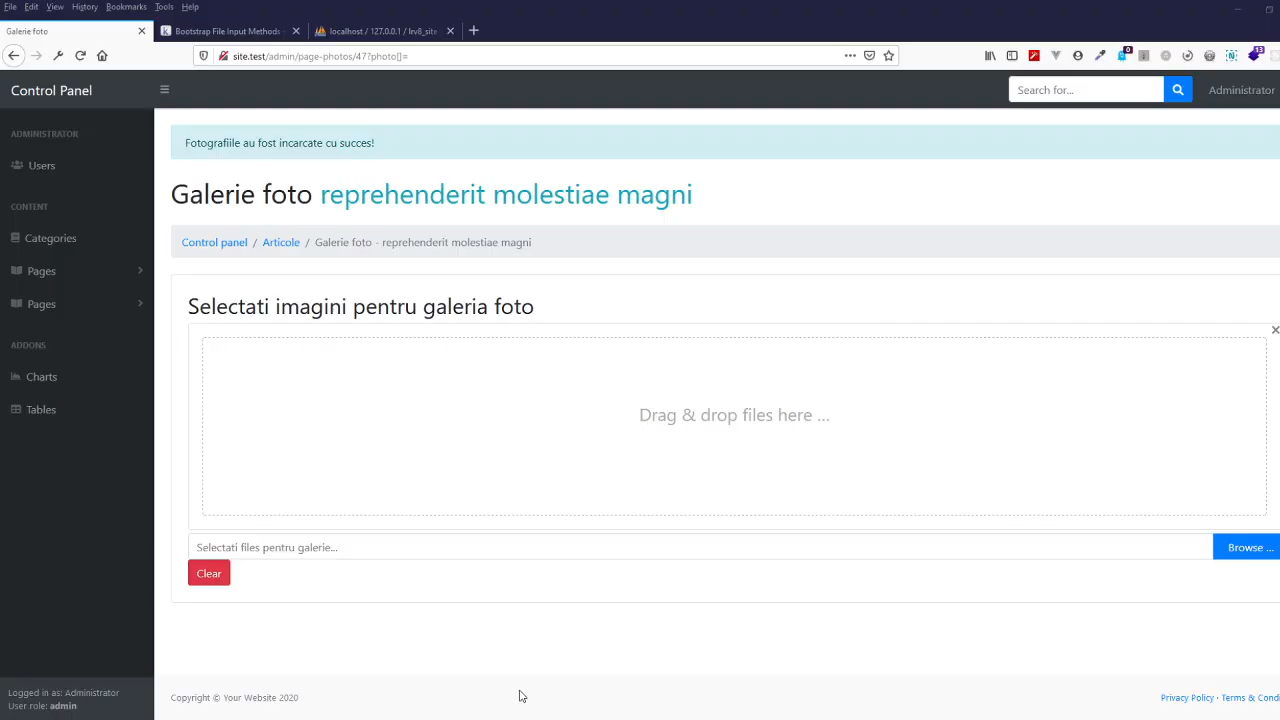 File Edit View History Bookmarks Tools Help
Galerie foto
Bootstrap File Input Methods
localhost / 127.0.0.1 / lrv8_site
site.test/admin/page-photos/47?photo[]=
0
13
Control Panel
Search for...
Administrator
ADMINISTRATOR
Users
CONTENT
Categories
Pages
Pages
ADDONS
Charts
Tables
Logged in as: Administrator
User role: admin
Fotografiile au fost incarcate cu succes!
Galerie foto reprehenderit molestiae magni
Control panel / Articole / Galerie foto - reprehenderit molestiae magni
Selectati imagini pentru galeria foto
Drag & drop files here ...
Selectati files pentru galerie...
Browse ...
Clear
Copyright © Your Website 2020
Privacy Policy · Terms & Condi